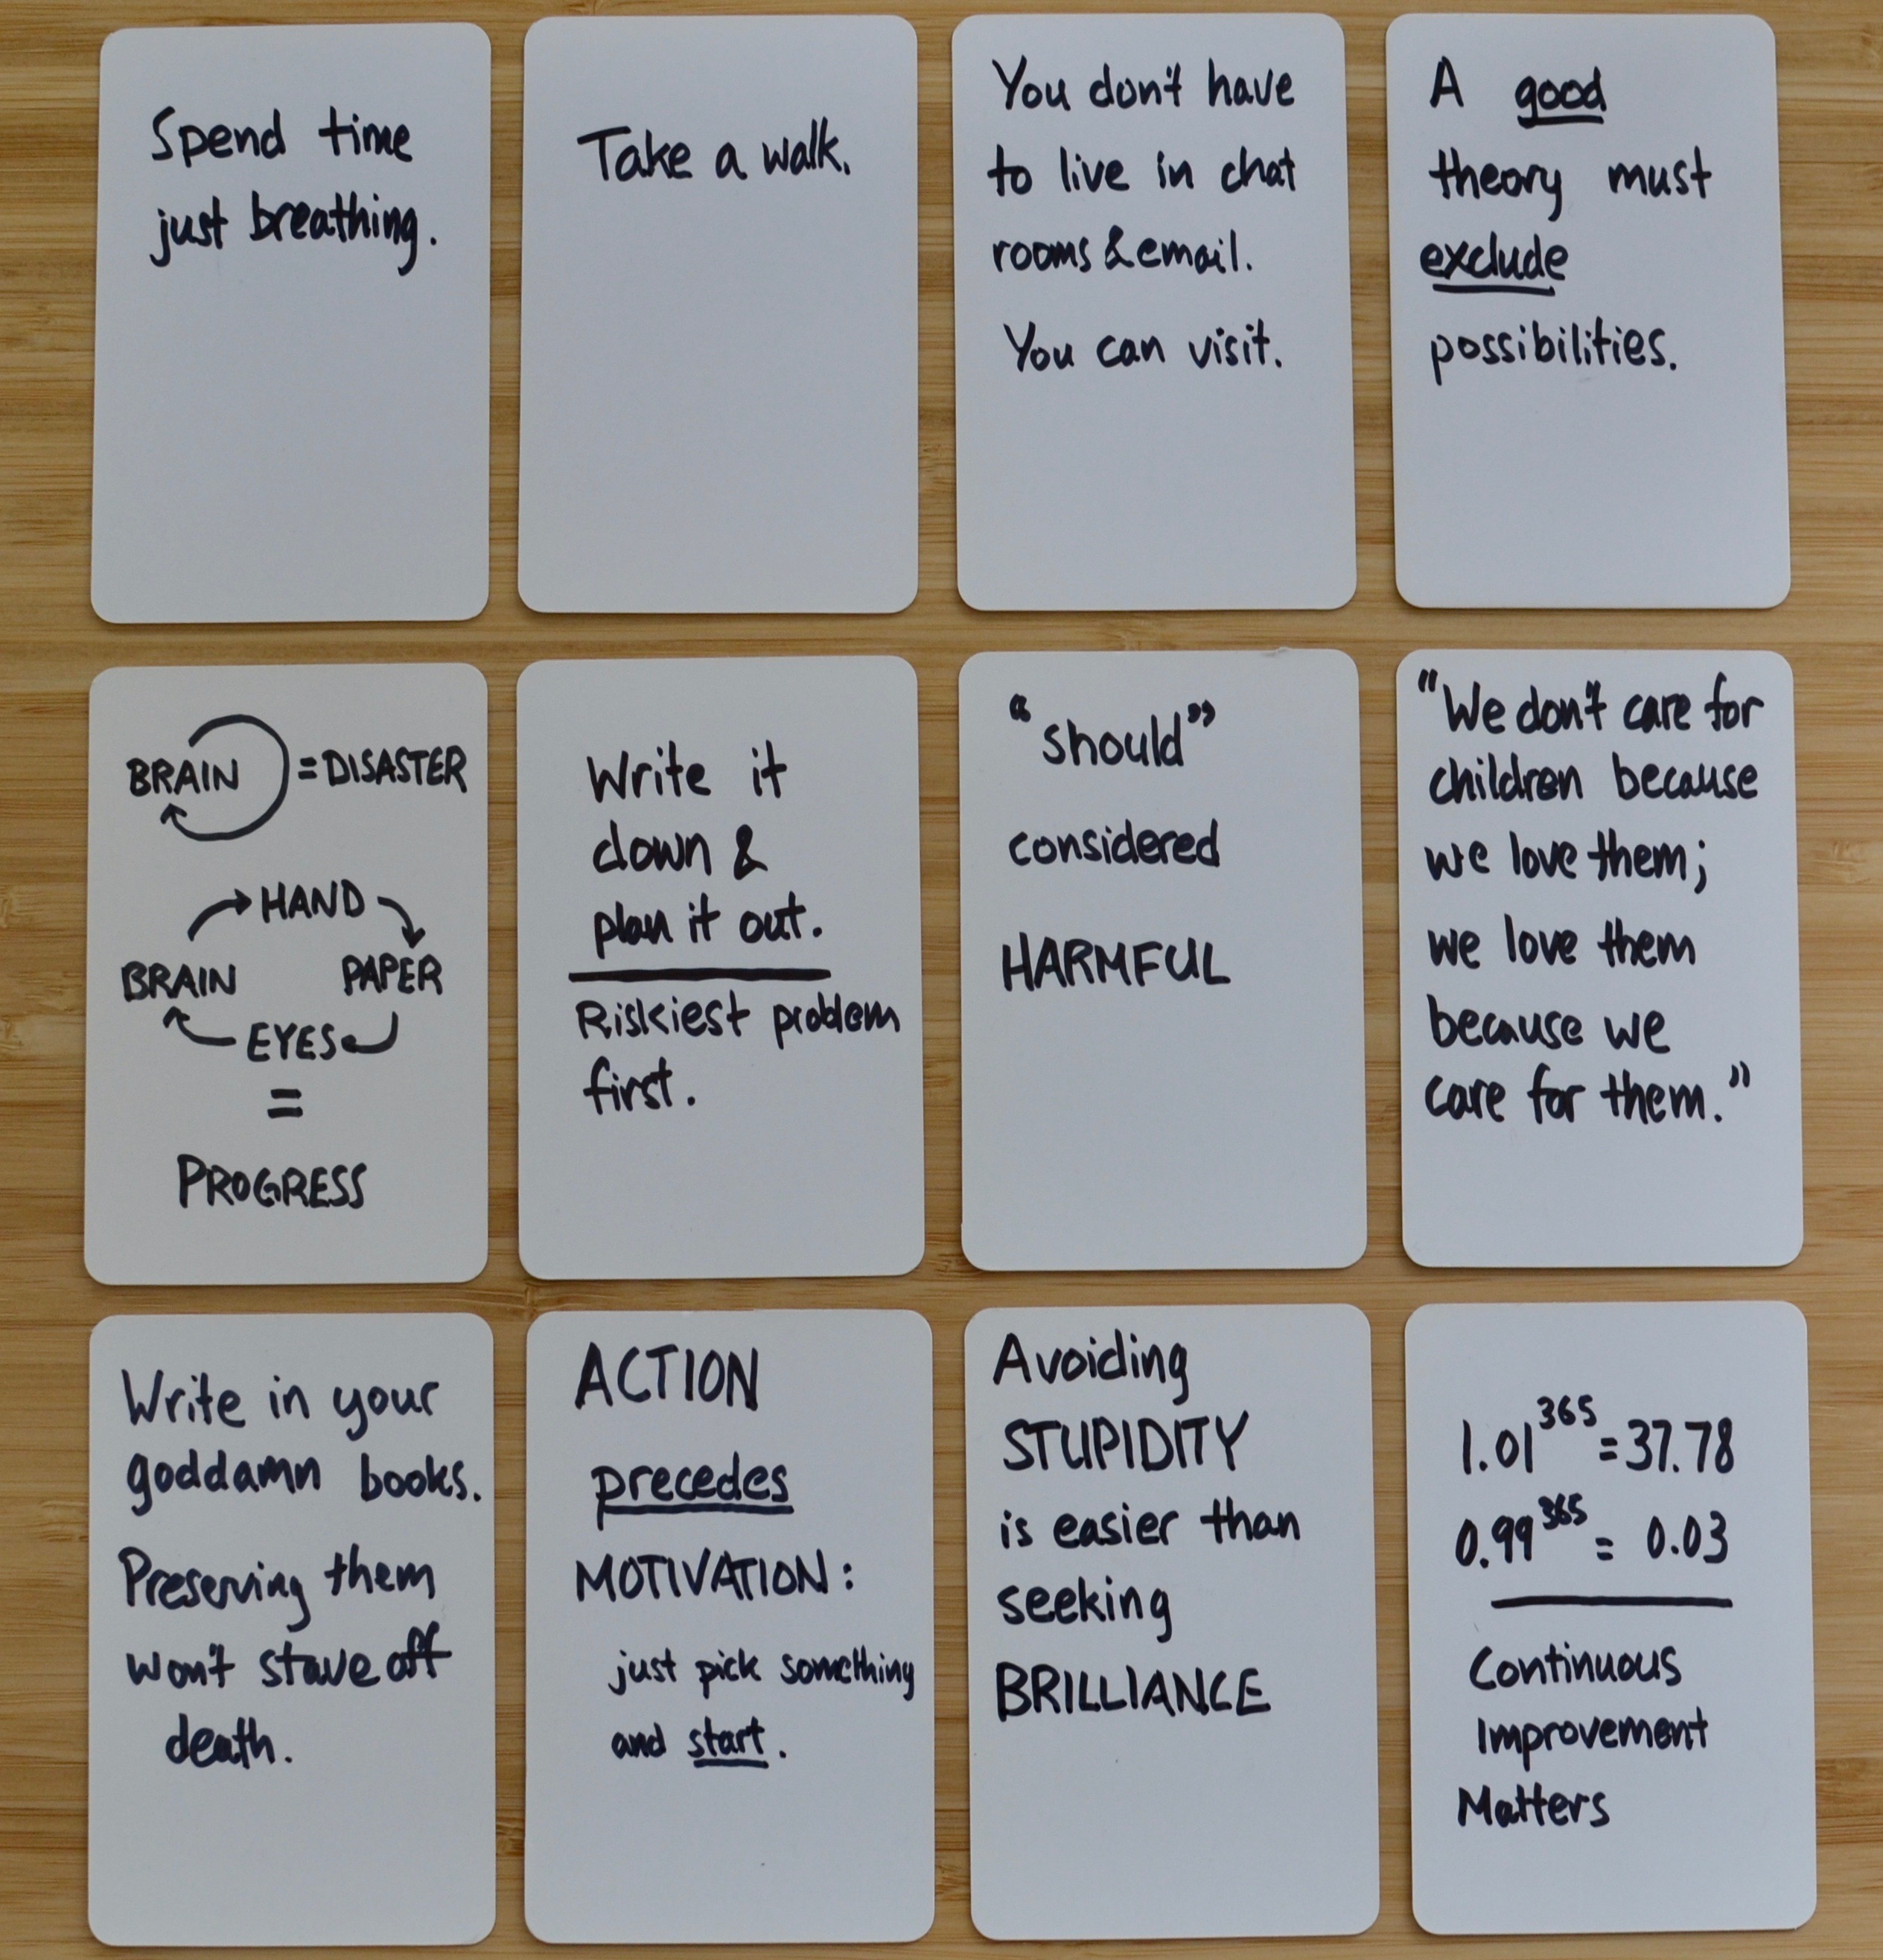 Spend time
just breathing.
Take a walk.
You don't have
to live in chat
rooms & email.
You can visit.
A good
theory must
exclude
possibilities.
BRAIN = DISASTER
HAND
BRAIN PAPER
EYES
=
PROGRESS
Write it
down &
plan it out.
Riskiest problem
first.
"should"
considered
HARMFUL
"We don't care for
children because
we love them;
we love them
because we
care for them."
Write in your
goddamn books.
Preserving them
won't stave off
death.
ACTION
precedes
MOTIVATION:
just pick something
and start.
Avoiding
STUPIDITY
is easier than
seeking
BRILLIANCE
1.01^365 = 37.78
0.99^365 = 0.03
Continuous
Improvement
Matters